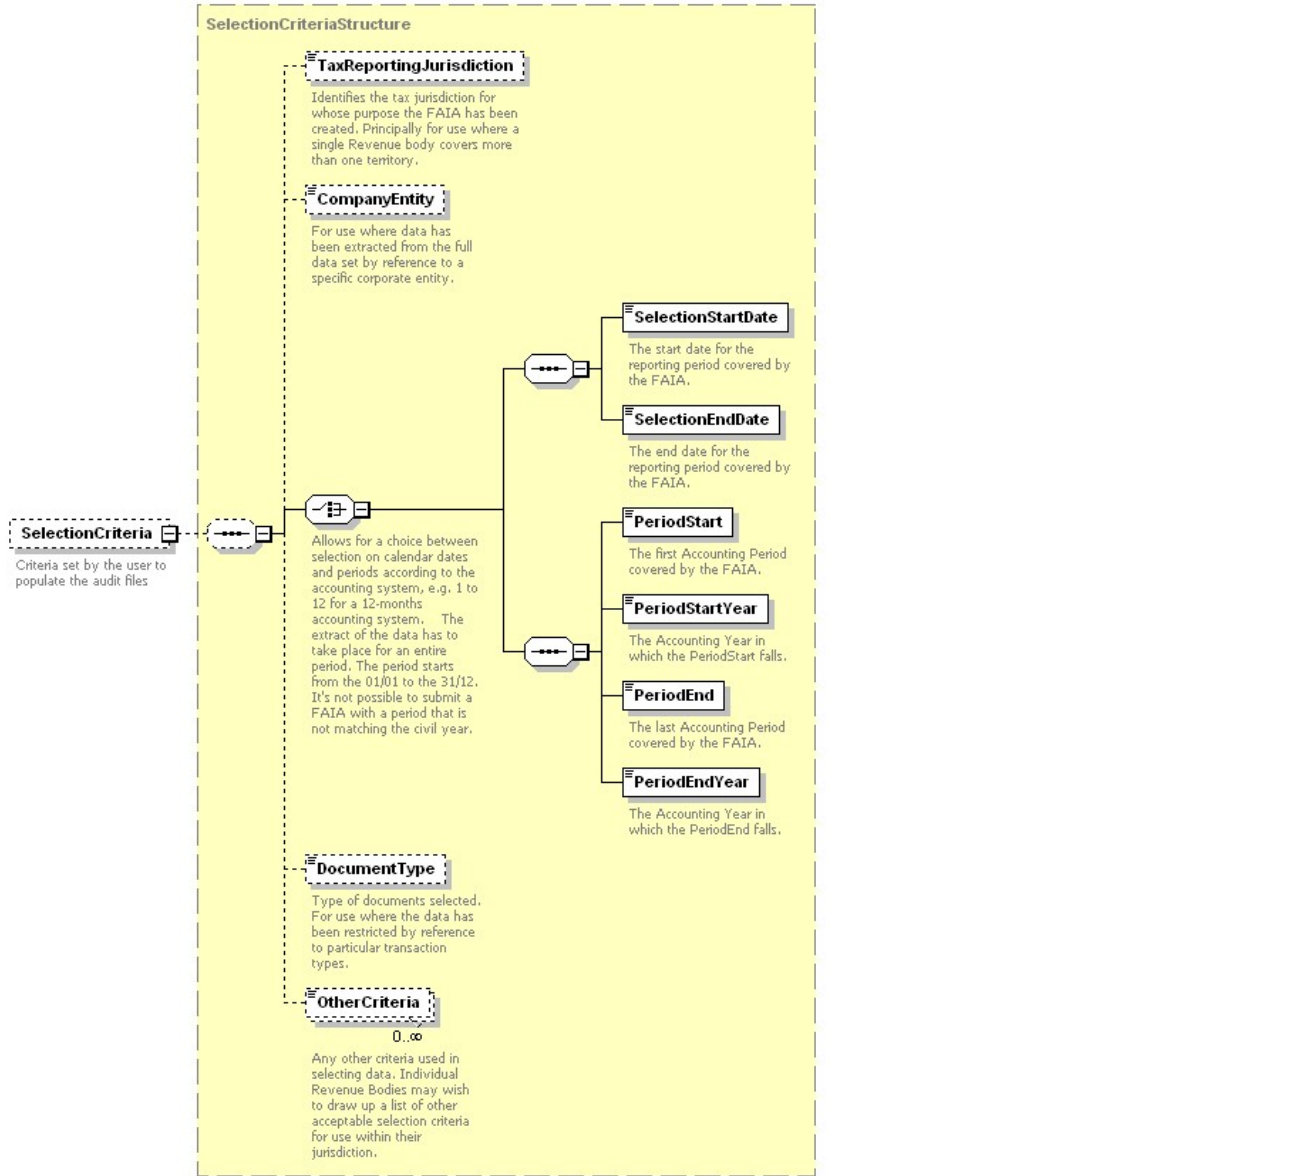 SelectionCriteriaStructure
TaxReportingJurisdiction
Identifies the tax jurisdiction for
whose purpose the FAIA has been
created. Principally for use where a
single Revenue body covers more
than one territory.
CompanyEntity
For use where data has
been extracted from the full
data set by reference to a
specific corporate entity.
SelectionStartDate
The start date for the
reporting period covered by
the FAIA.
SelectionEndDate
The end date for the
reporting period covered by
the FAIA.
SelectionCriteria
Criteria set by the user to
populate the audit files
Allows for a choice between
selection on calendar dates
and periods according to the
accounting system, e.g. 1 to
12 for a 12-months
accounting system. The
extract of the data has to
take place for an entire
period. The period starts
from the 01/01 to the 31/12.
It's not possible to submit a
FAIA with a period that is
not matching the civil year.
PeriodStart
The first Accounting Period
covered by the FAIA.
PeriodStartYear
The Accounting Year in
which the PeriodStart falls.
PeriodEnd
The last Accounting Period
covered by the FAIA.
PeriodEndYear
The Accounting Year in
which the PeriodEnd falls.
DocumentType
Type of documents selected.
For use where the data has
been restricted by reference
to particular transaction
types.
OtherCriteria
0..∞
Any other criteria used in
selecting data. Individual
Revenue Bodies may wish
to draw up a list of other
acceptable selection criteria
for use within their
jurisdiction.